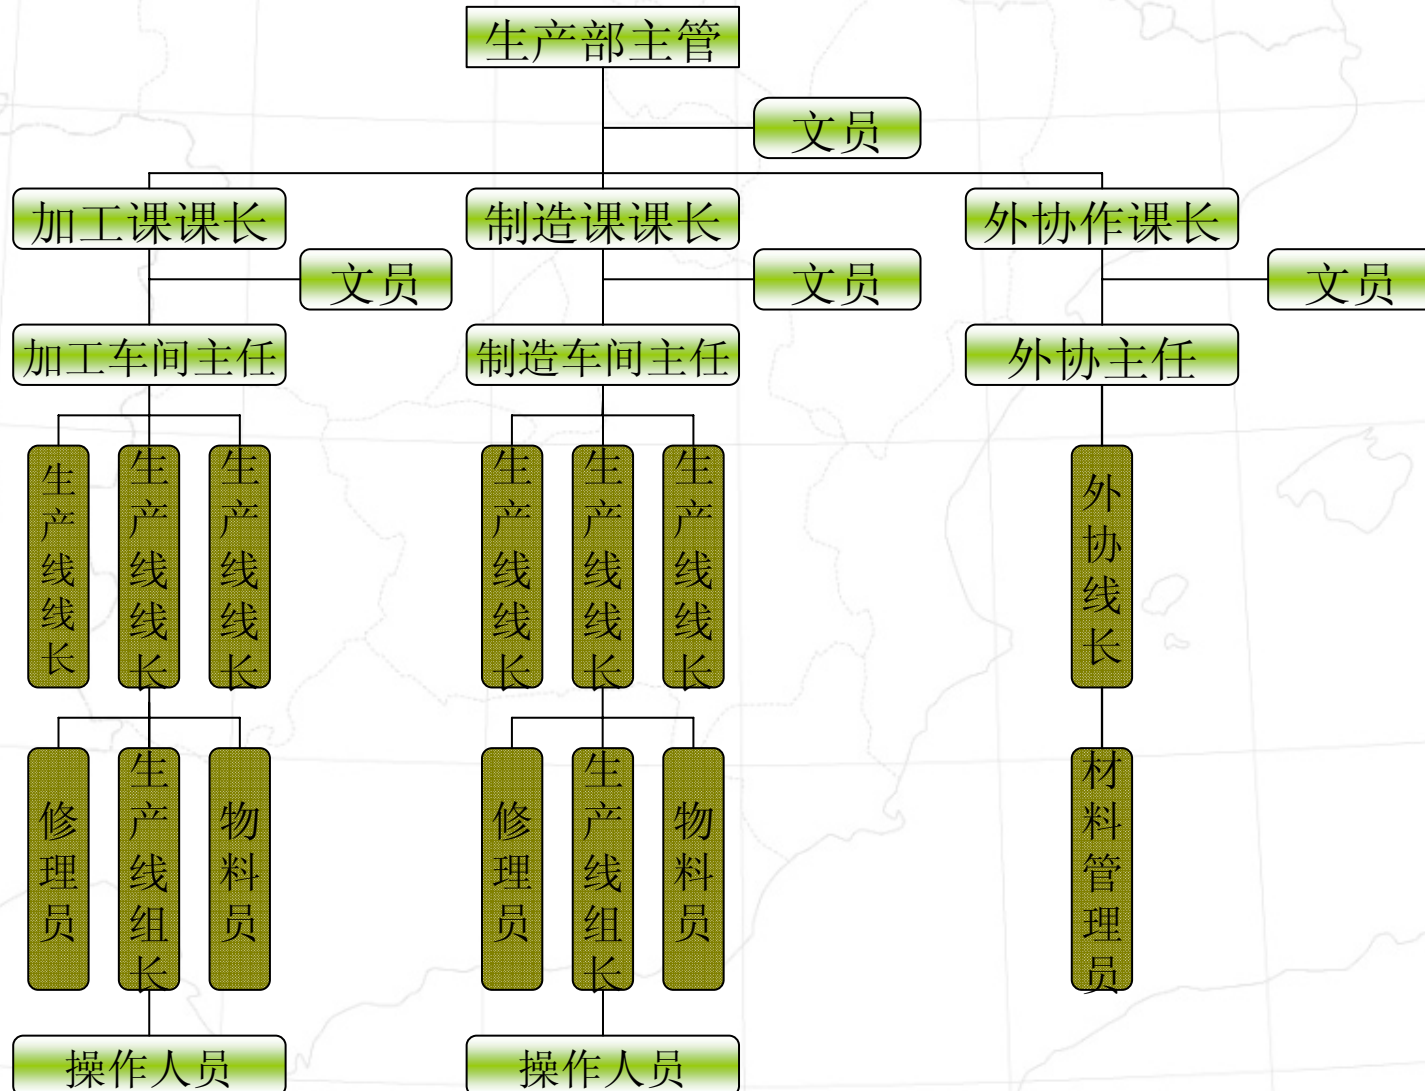 生产部主管
文员
加工课课长
制造课课长
外协作课长
文员
文员
文员
加工车间主任
制造车间主任
外协主任
生产线线长
生产线线长
生产线线长
生产线线长
生产线线长
生产线线长
外协线长
修理员
生产线组长
物料员
修理员
生产线组长
物料员
材料管理员
操作人员
操作人员